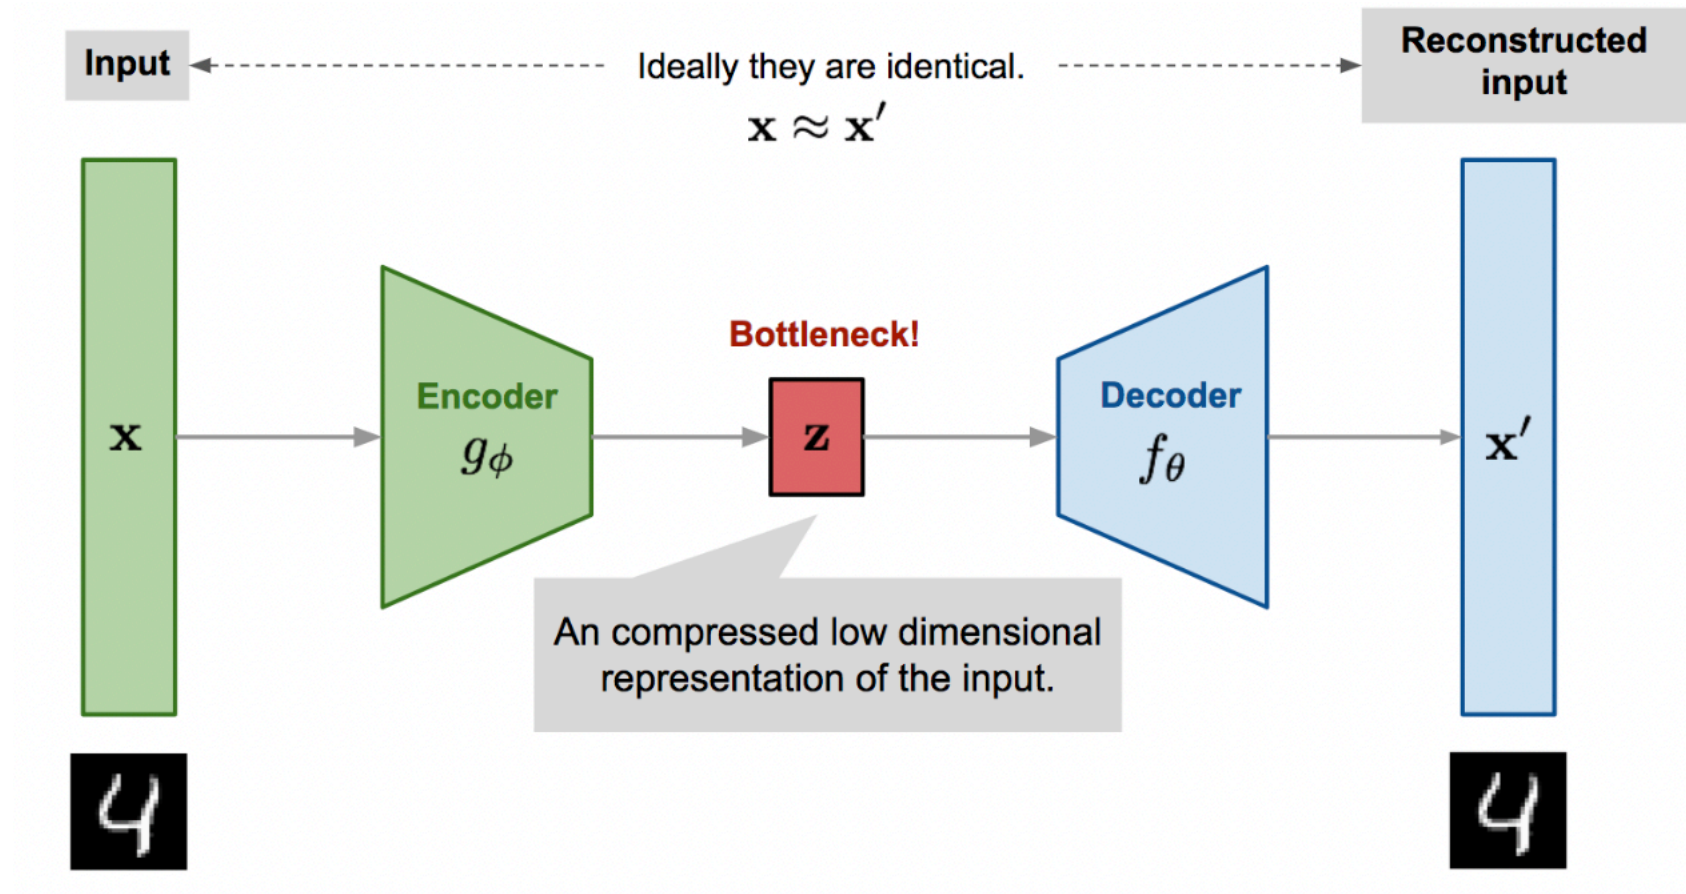 Input
Ideally they are identical.
x ≈ x′
Reconstructed
input
Bottleneck!
x
Encoder
gϕ
z
Decoder
fθ
x′
An compressed low dimensional
representation of the input.
4
4